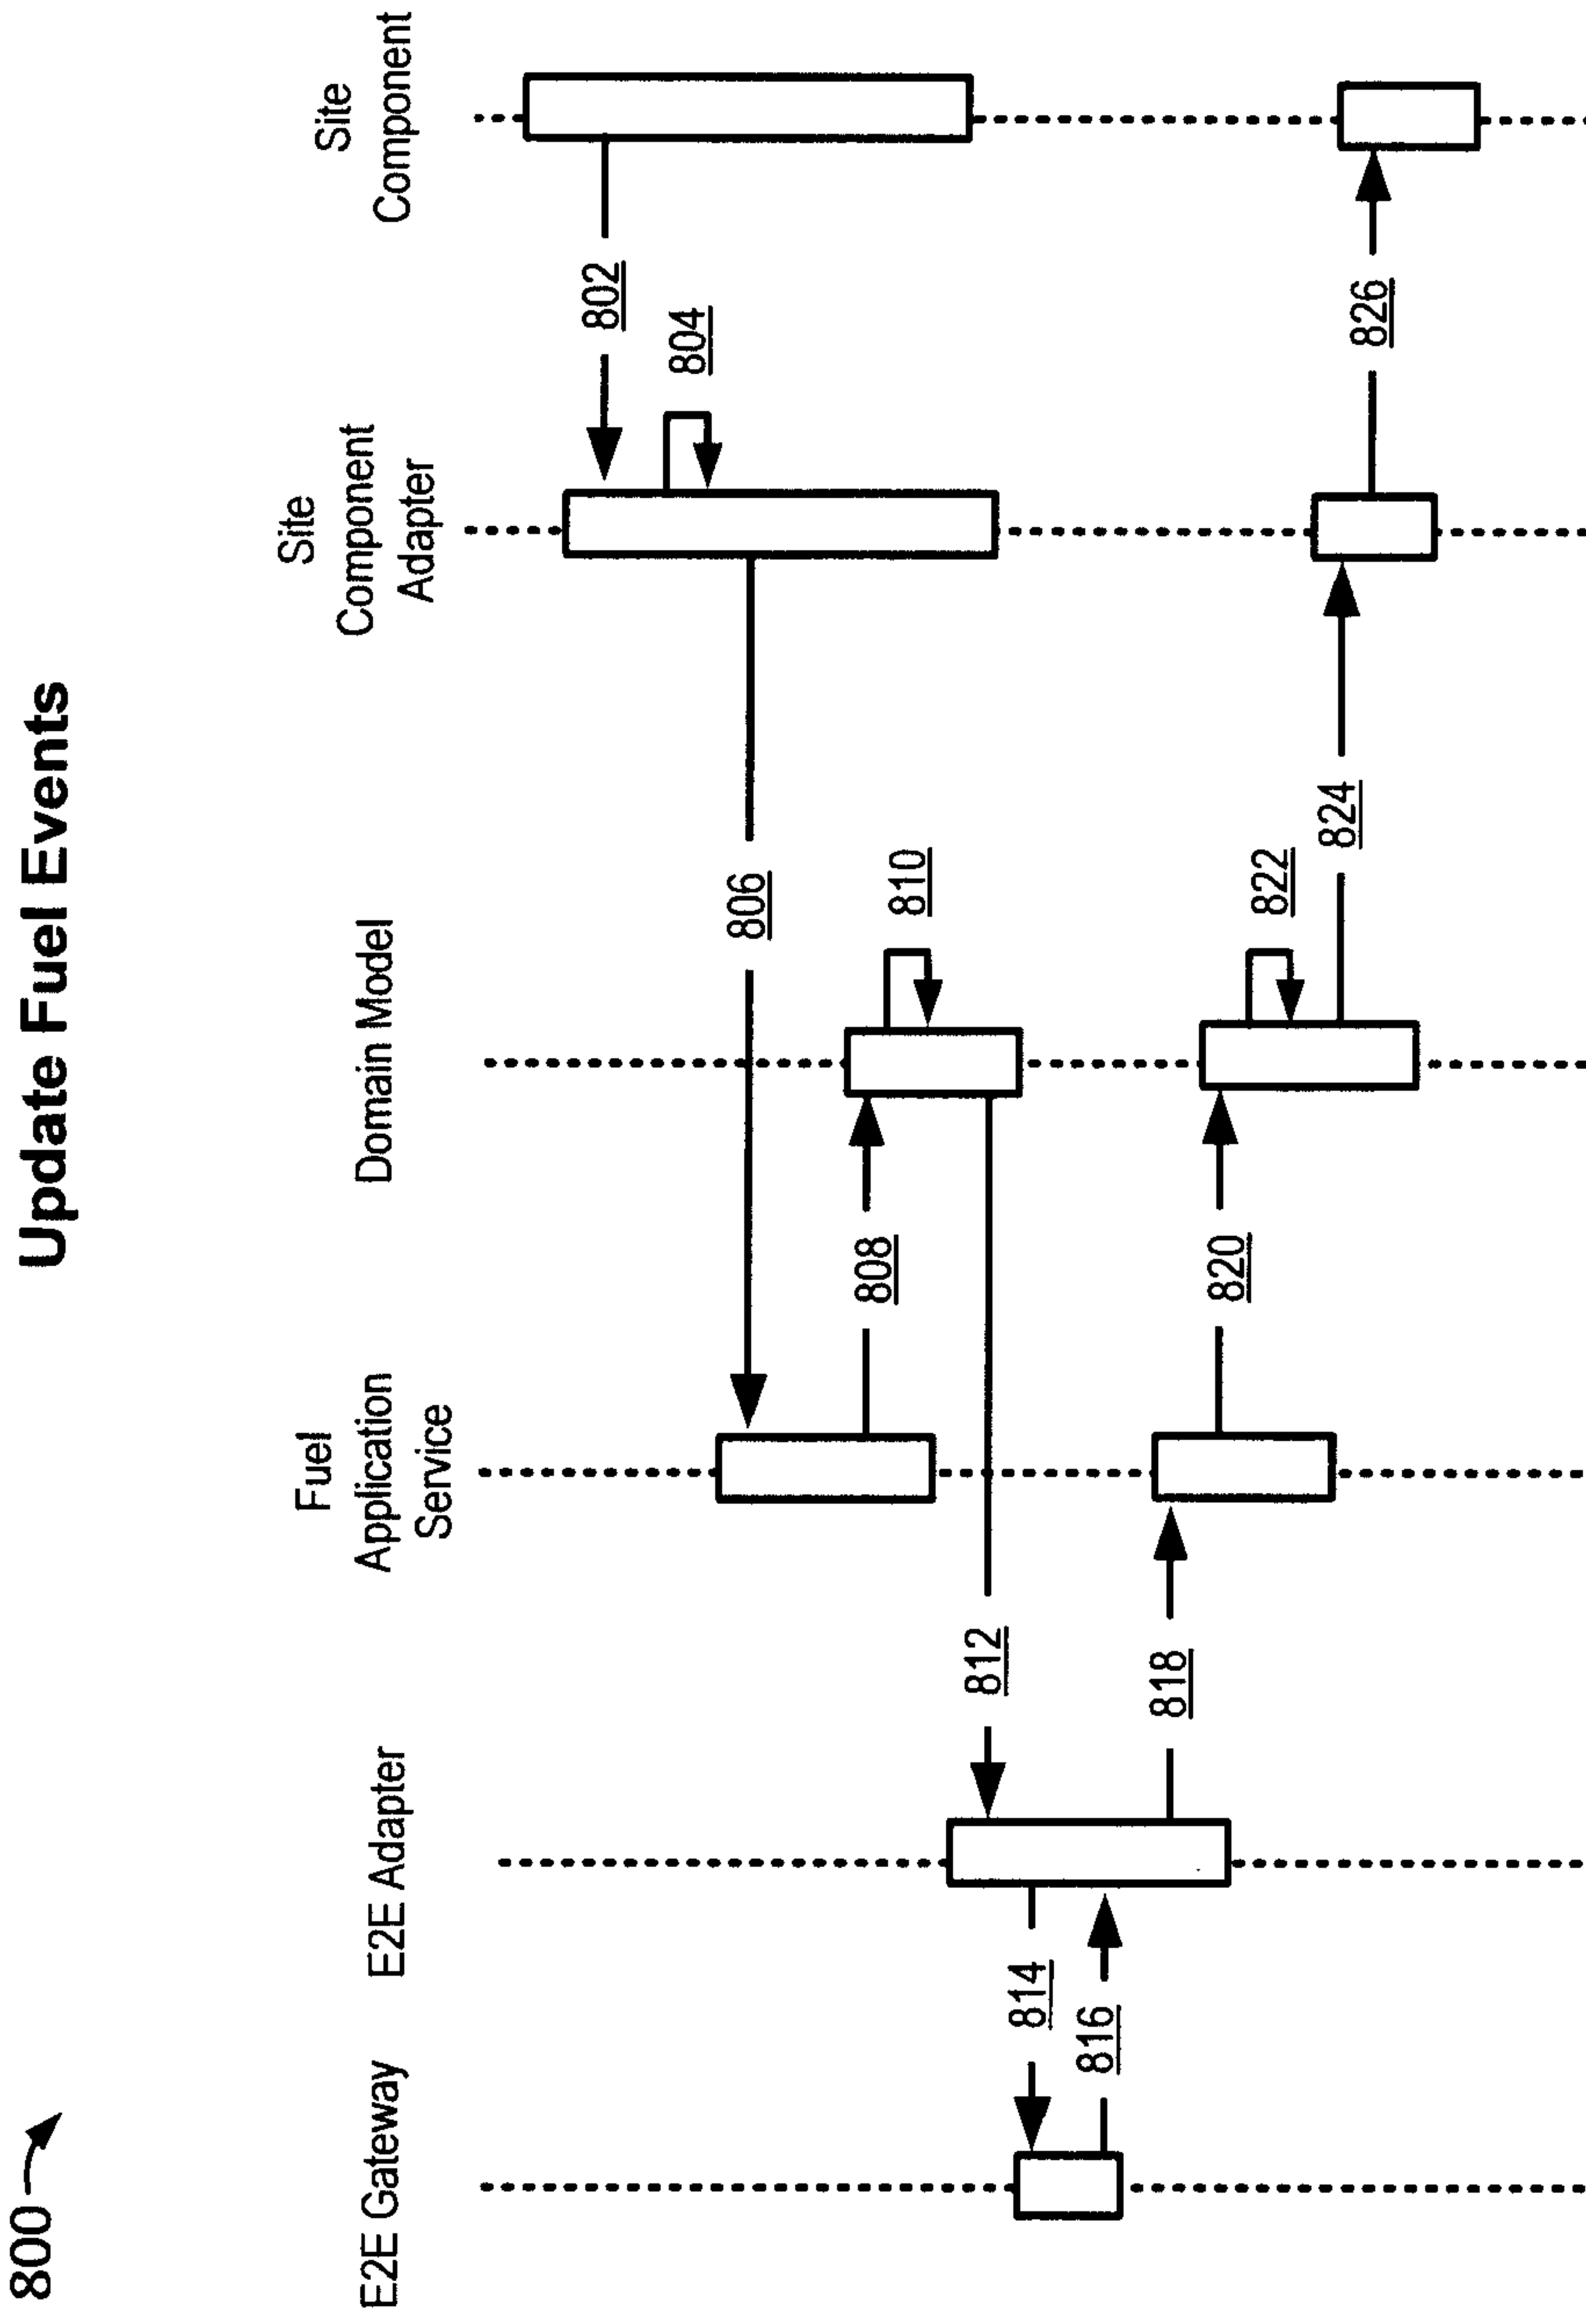 800
Update Fuel Events
E2E Gateway
E2E Adapter
Fuel
Application
Service
Domain Model
Site
Component
Adapter
Site
Component
802
804
806
808
810
812
814
816
818
820
822
824
826